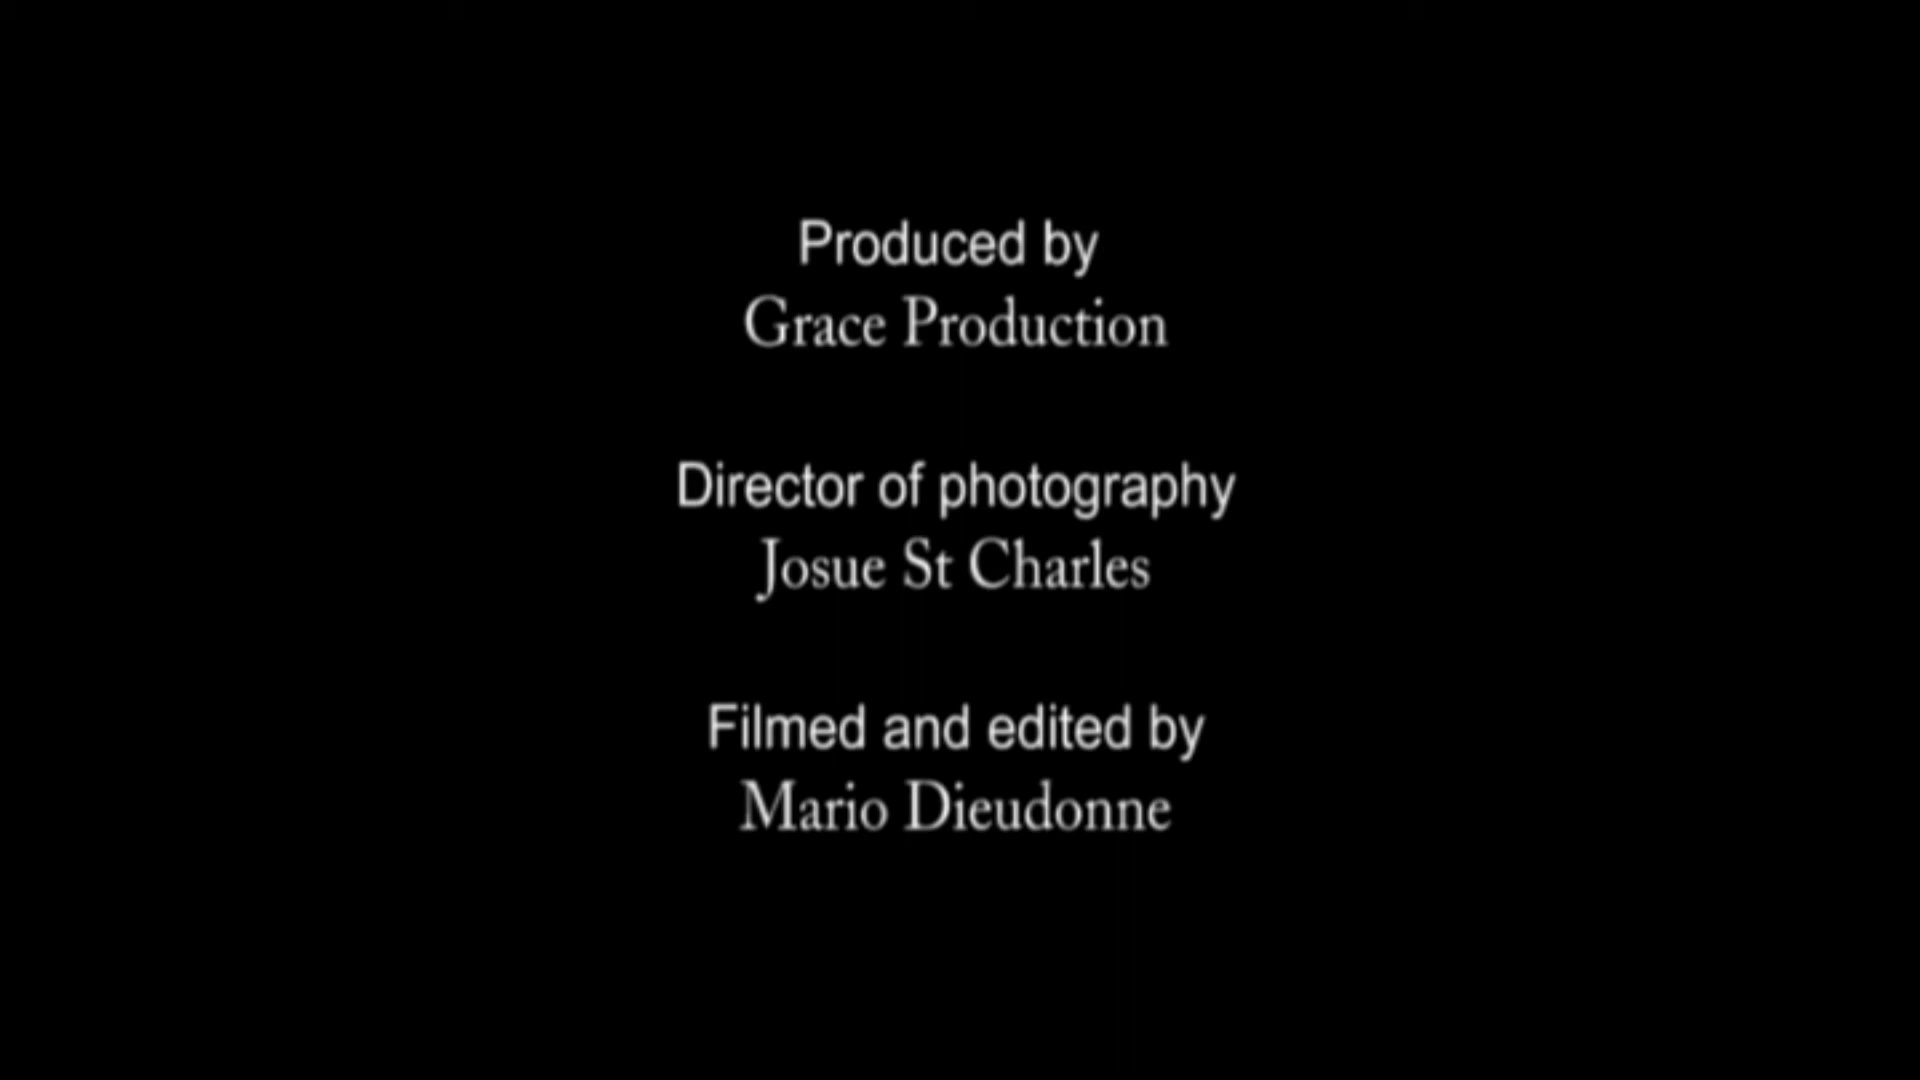 Produced by
Grace Production
Director of photography
Josue St Charles
Filmed and edited by
Mario Dieudonne